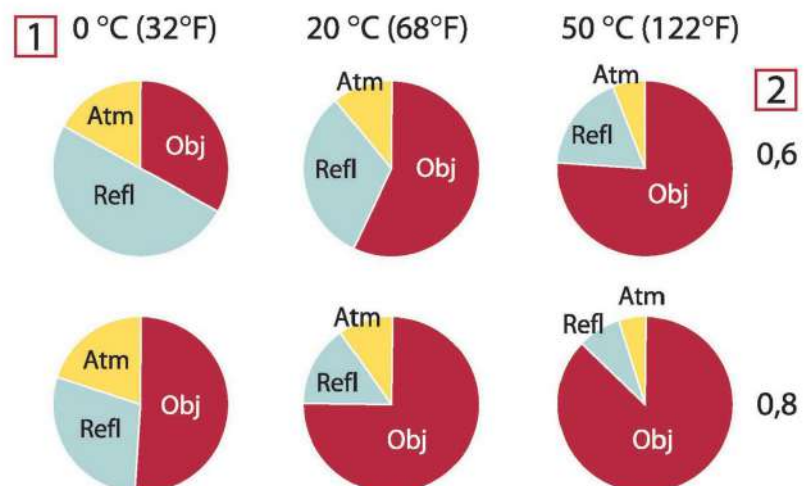 1 0 °C (32°F) 20 °C (68°F) 50 °C (122°F)
2
Atm Obj Refl
Atm Refl Obj
Atm Refl Obj
0,6
Atm Obj Refl
Atm Refl Obj
Atm Refl Obj
0,8